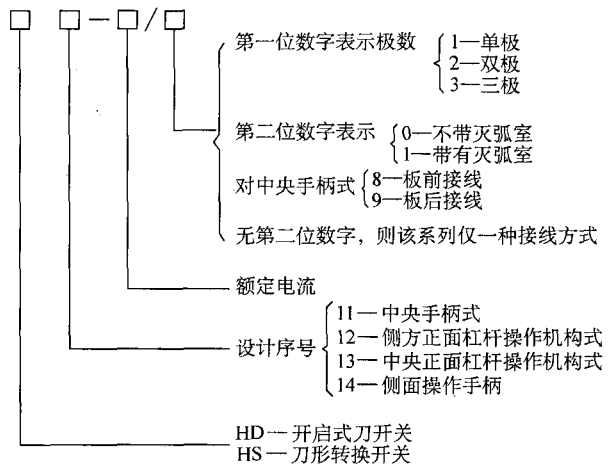 □ □－□/□
第一位数字表示极数
1—单极
2—双极
3—三极
第二位数字表示
0—不带灭弧室
1—带有灭弧室
对中央手柄式
8—板前接线
9—板后接线
无第二位数字，则该系列仅一种接线方式
额定电流
设计序号
11—中央手柄式
12—侧方正面杠杆操作机构式
13—中央正面杠杆操作机构式
14—侧面操作手柄
HD—开启式刀开关
HS—刀形转换开关